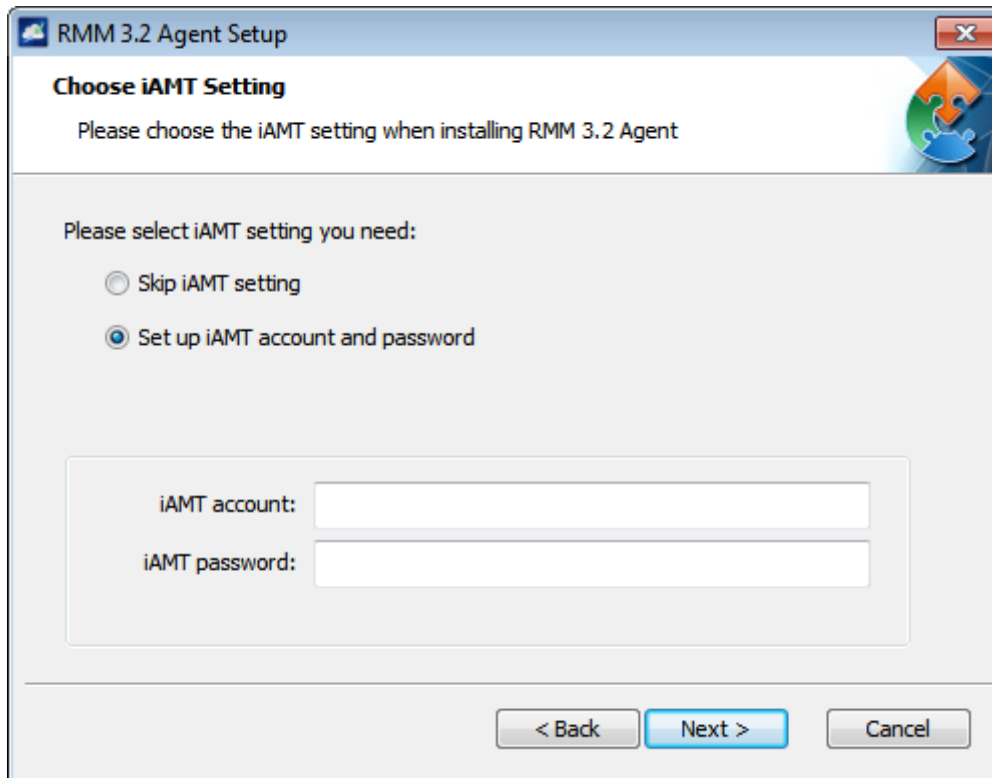 RMM 3.2 Agent Setup
Choose iAMT Setting
Please choose the iAMT setting when installing RMM 3.2 Agent
Please select iAMT setting you need:
Skip iAMT setting
Set up iAMT account and password
iAMT account:
iAMT password:
< Back Next > Cancel